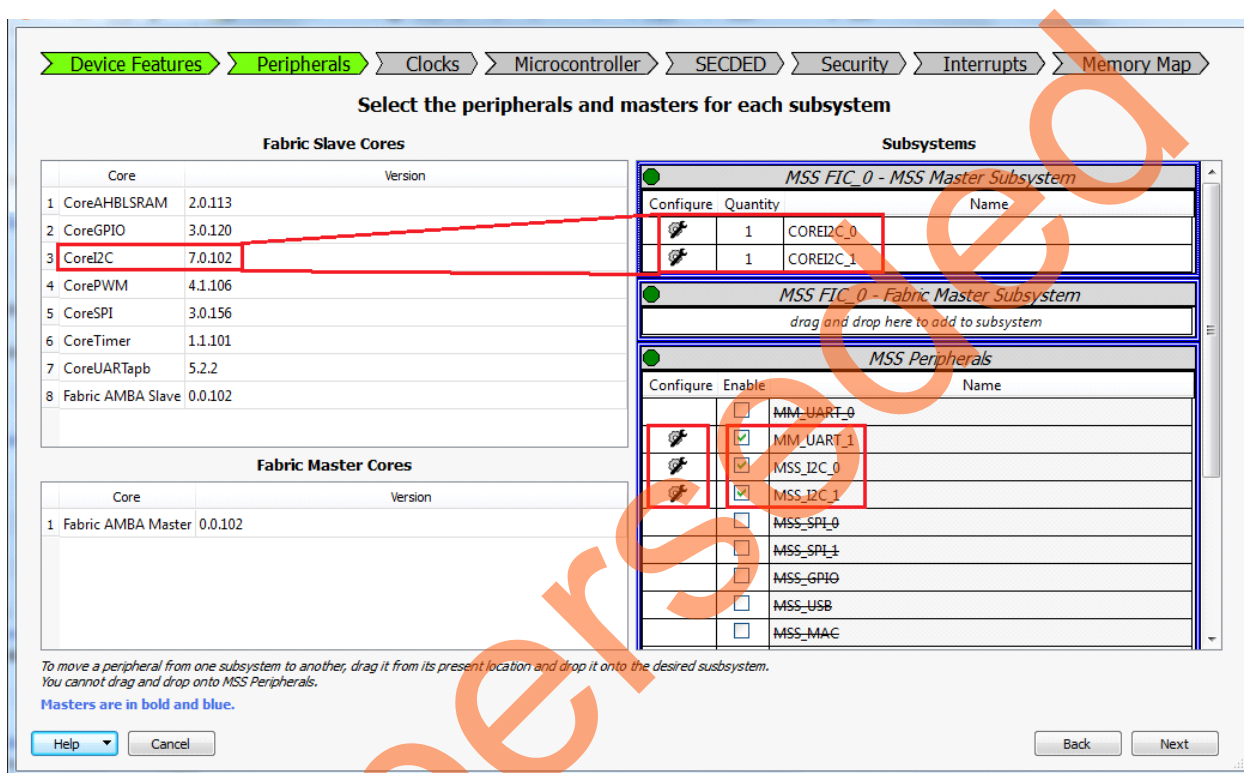 Device Features Peripherals Clocks Microcontroller SECDED Security Interrupts Memory Map
Select the peripherals and masters for each subsystem
Fabric Slave Cores
Core Version
1 CoreAHBLSRAM 2.0.113
2 CoreGPIO 3.0.120
3 CoreI2C 7.0.102
4 CorePWM 4.1.106
5 CoreSPI 3.0.156
6 CoreTimer 1.1.101
7 CoreUARTapb 5.2.2
8 Fabric AMBA Slave 0.0.102
Fabric Master Cores
Core Version
1 Fabric AMBA Master 0.0.102
Subsystems
MSS FIC_0 - MSS Master Subsystem
Configure Quantity Name
1 COREI2C_0
1 COREI2C_1
MSS FIC_0 - Fabric Master Subsystem
drag and drop here to add to subsystem
MSS Peripherals
Configure Enable Name
MM_UART_0
MM_UART_1
MSS_I2C_0
MSS_I2C_1
MSS_SPI_0
MSS_SPI_1
MSS_GPIO
MSS_USB
MSS_MAC
To move a peripheral from one subsystem to another, drag it from its present location and drop it onto the desired susbsystem.
You cannot drag and drop onto MSS Peripherals.
Masters are in bold and blue.
Help Cancel Back Next
perseded